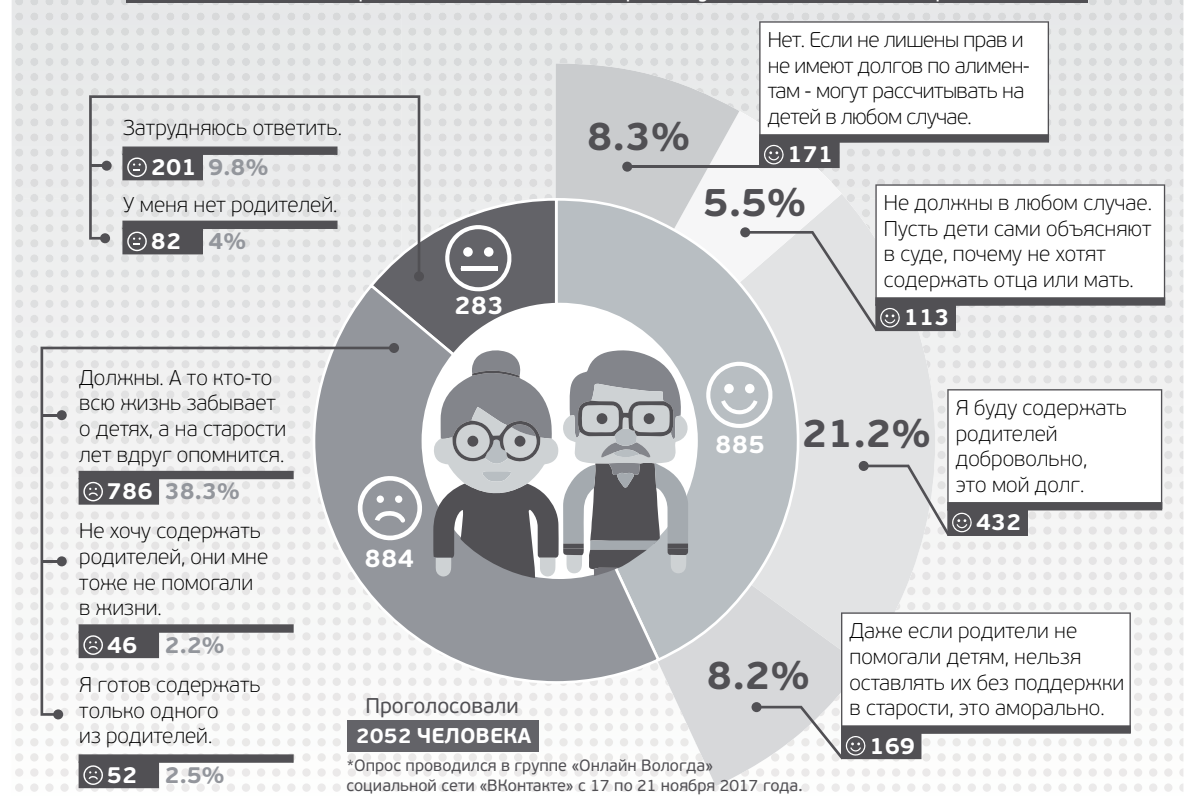 Нет. Если не лишены прав и
не имеют долгов по алимен-
там - могут рассчитывать на
детей в любом случае.
171
8.3%
Затрудняюсь ответить.
201 9.8%
У меня нет родителей.
82 4%
5.5%
Не должны в любом случае.
Пусть дети сами объясняют
в суде, почему не хотят
содержать отца или мать.
113
283
Должны. А то кто-то
всю жизнь забывает
о детях, а на старости
лет вдруг опомнится.
786 38.3%
Не хочу содержать
родителей, они мне
тоже не помогали
в жизни.
46 2.2%
Я готов содержать
только одного
из родителей.
52 2.5%
884
885
21.2%
Я буду содержать
родителей
добровольно,
это мой долг.
432
8.2%
Даже если родители не
помогали детям, нельзя
оставлять их без поддержки
в старости, это аморально.
169
Проголосовали
2052 ЧЕЛОВЕКА
*Опрос проводился в группе «Онлайн Вологда»
социальной сети «ВКонтакте» с 17 по 21 ноября 2017 года.